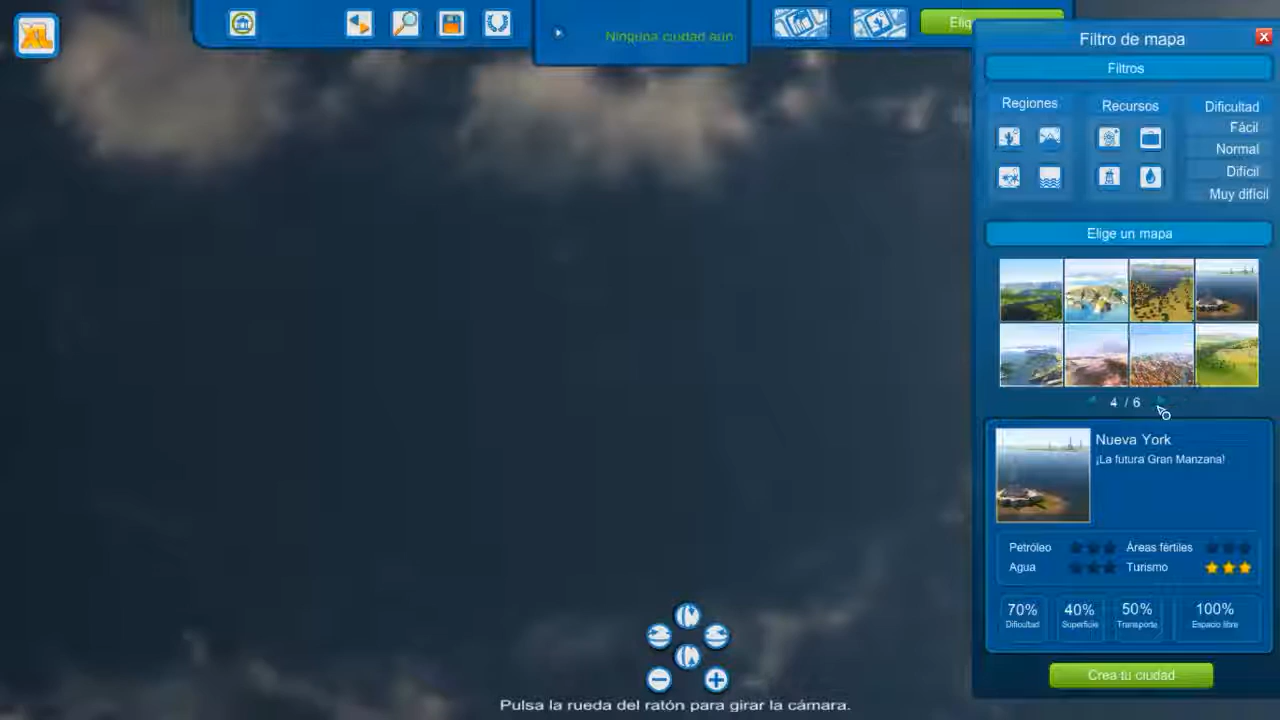 XL
Ninguna ciudad aún
Filtro de mapa
Filtros
Regiones
Recursos
Dificultad
Fácil
Normal
Difícil
Muy difícil
Elige un mapa
4 / 6
Nueva York
¡La futura Gran Manzana!
Petróleo
Áreas fértiles
Agua
Turismo
70%
Dificultad
40%
Superficie
50%
Transporte
100%
Espacio libre
Crea tu ciudad
Pulsa la rueda del ratón para girar la cámara.